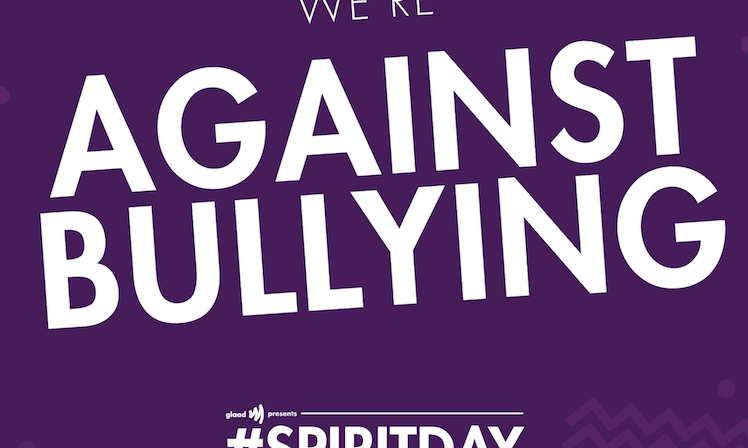 WE'RE
AGAINST
BULLYING
glaad presents
#SPIRITDAY